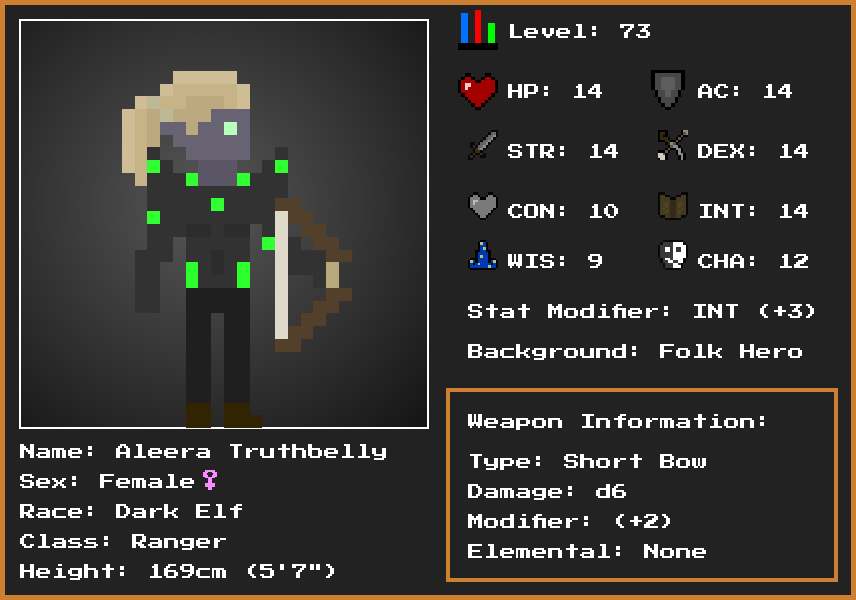 Level: 73
HP: 14
AC: 14
STR: 14
DEX: 14
CON: 10
INT: 14
WIS: 9
CHA: 12
Stat Modifier: INT (+3)
Background: Folk Hero
Weapon Information:
Type: Short Bow
Damage: d6
Modifier: (+2)
Elemental: None
Name: Aleera Truthbelly
Sex: Female♀
Race: Dark Elf
Class: Ranger
Height: 169cm (5'7")